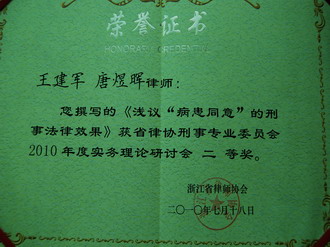 荣誉证书
HONORABLE CREDENTIAL
王建军 唐煜晖律师：
您撰写的《浅议“病患同意”的刑
事法律效果》获省律协刑事专业委员会
2010年度实务理论研讨会 二 等奖。
浙江省律师协会
二〇一〇年七月十八日